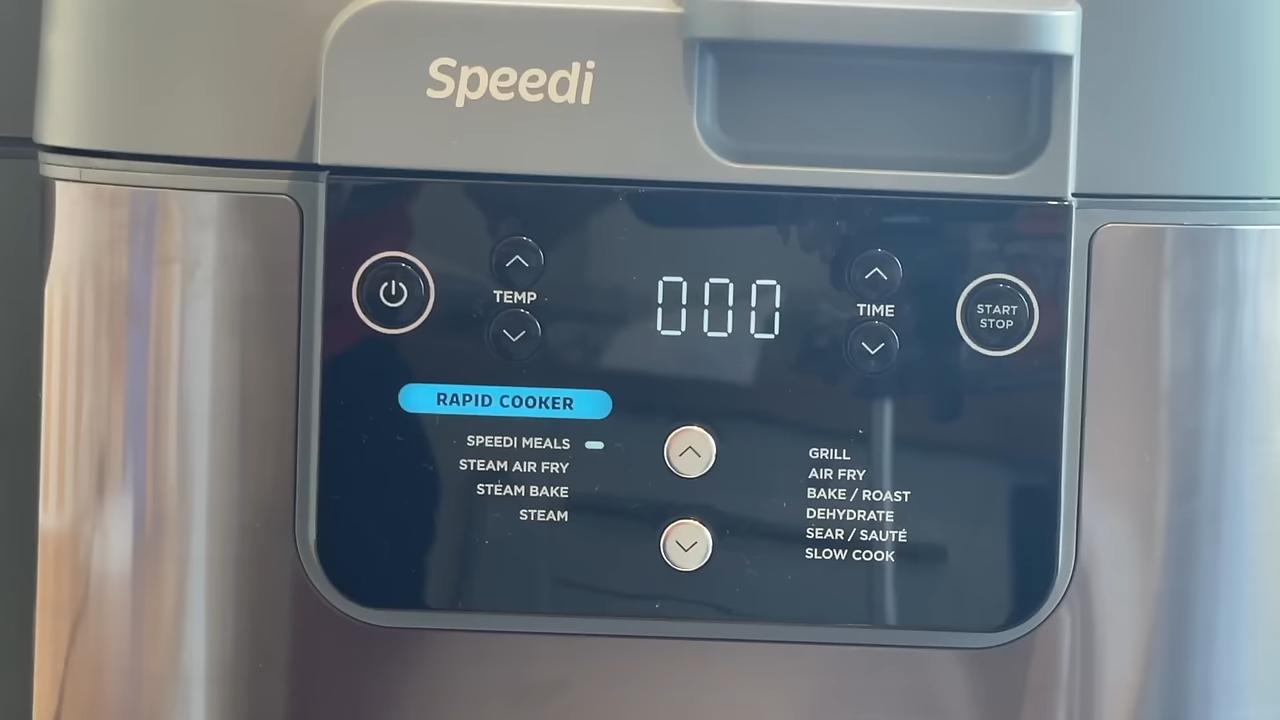 Speedi
TEMP
000
TIME
START
STOP
RAPID COOKER
SPEEDI MEALS
STEAM AIR FRY
STEAM BAKE
STEAM
GRILL
AIR FRY
BAKE / ROAST
DEHYDRATE
SEAR / SAUTÉ
SLOW COOK